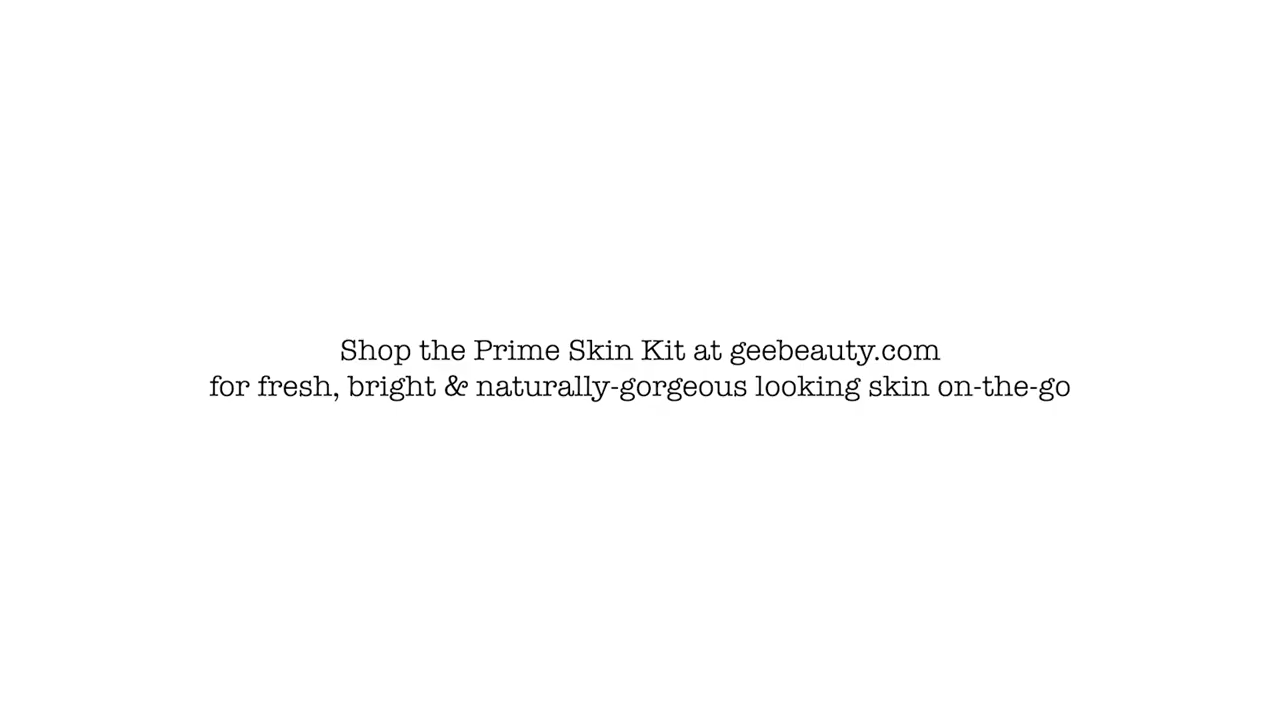 Shop the Prime Skin Kit at geebeauty.com
for fresh, bright & naturally-gorgeous looking skin on-the-go